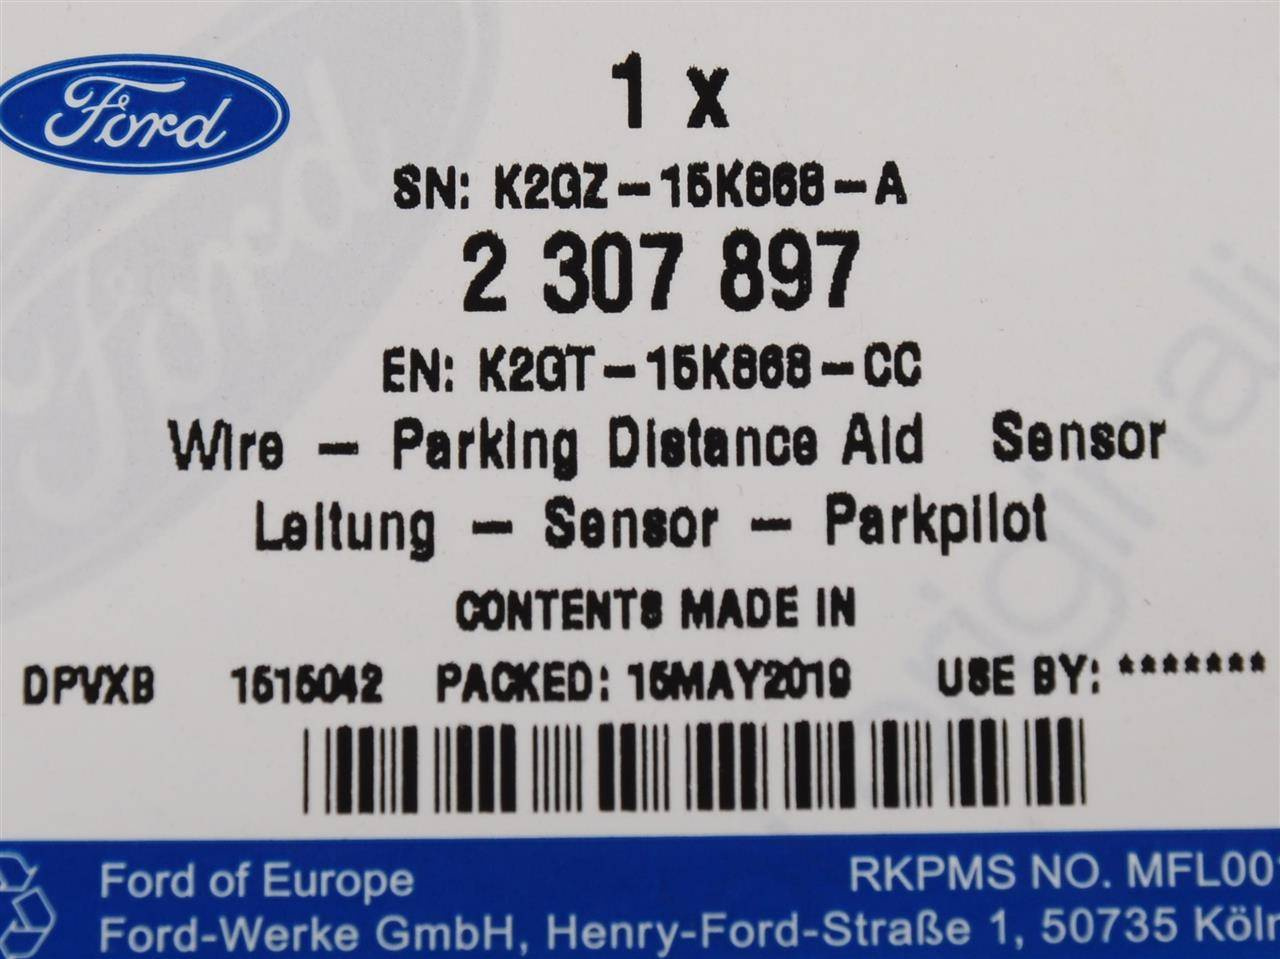 Ford
1 x
SN: K2GZ-15K868-A
2 307 897
EN: K2GT-15K868-CC
Wire - Parking Distance Aid Sensor
Leitung - Sensor - Parkpilot
CONTENTS MADE IN
DPVXB 1515042 PACKED: 15MAY2019 USE BY: *******
Ford of Europe RKPMS NO. MFL001
Ford-Werke GmbH, Henry-Ford-Straße 1, 50735 Köln
Ford